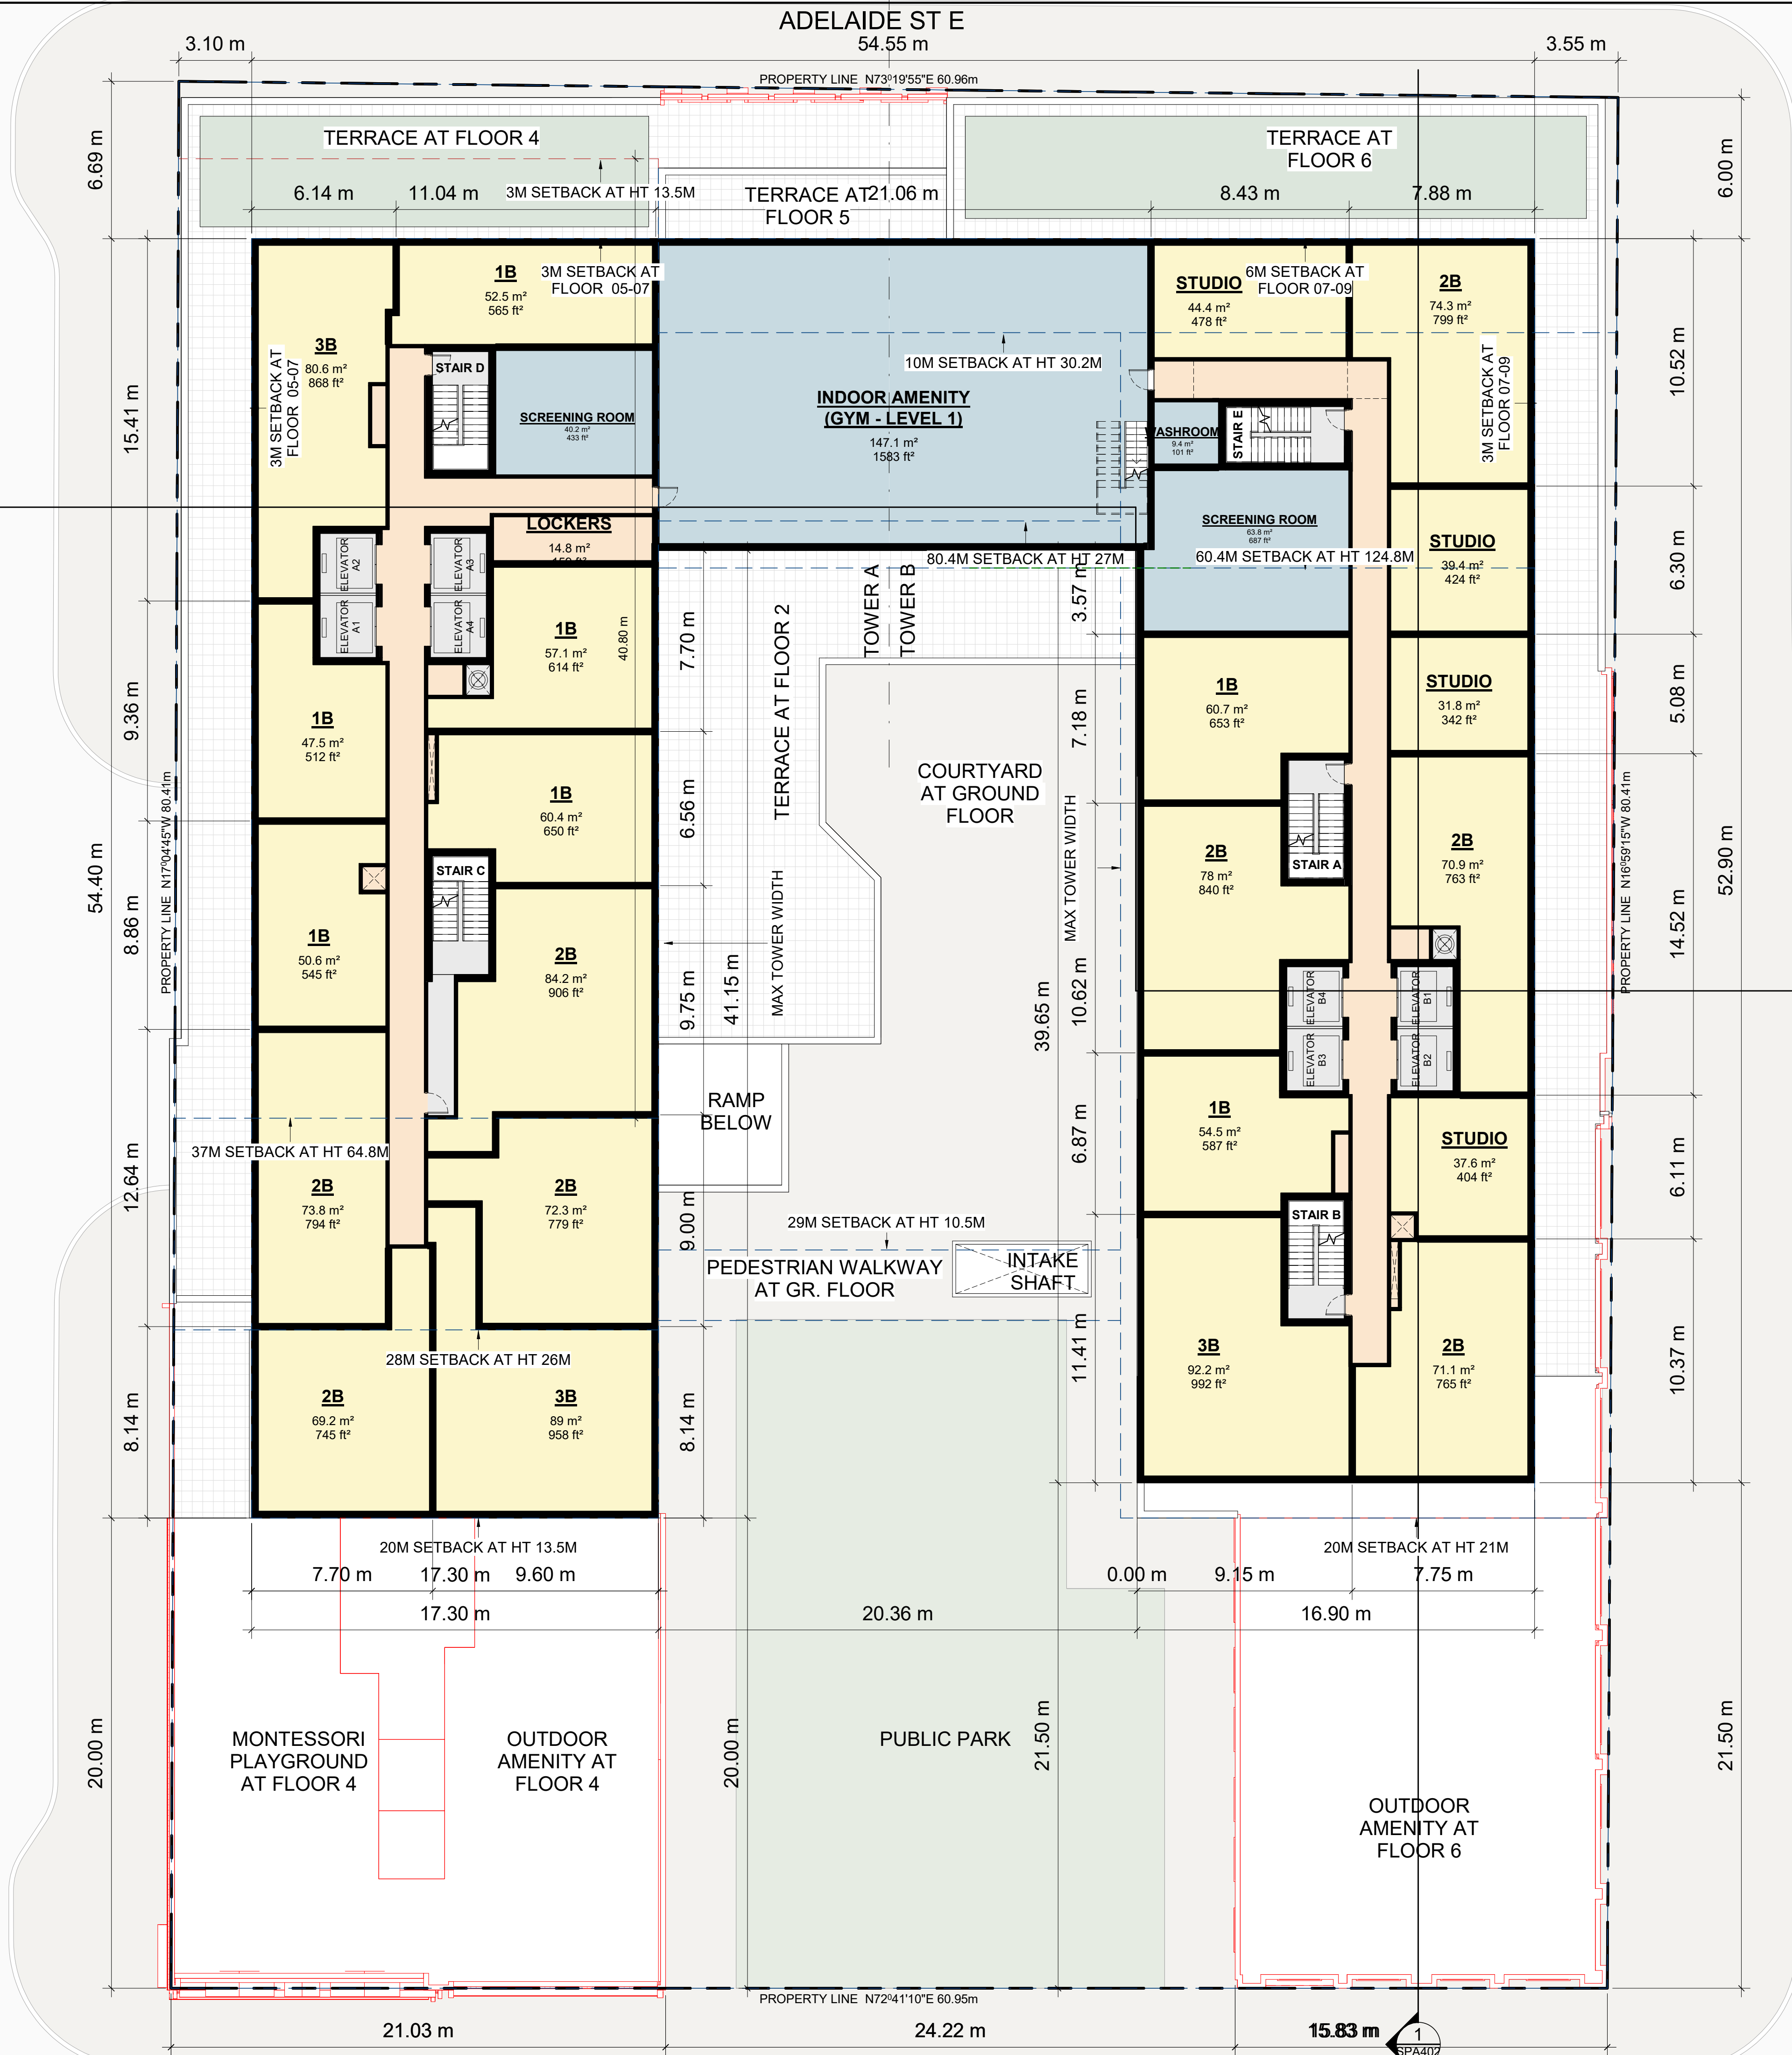 ADELAIDE ST E
3.10 m
54.55 m
3.55 m
PROPERTY LINE N73°19'55"E 60.96m
6.69 m
TERRACE AT FLOOR 4
TERRACE AT
FLOOR 6
6.00 m
3M SETBACK AT HT 13.5M
6.14 m
11.04 m
TERRACE AT
FLOOR 5
21.06 m
8.43 m
7.88 m
1B
52.5 m²
565 ft²
3M SETBACK AT
FLOOR 05-07
STUDIO
44.4 m²
478 ft²
6M SETBACK AT
FLOOR 07-09
2B
74.3 m²
799 ft²
3B
80.6 m²
868 ft²
3M SETBACK AT
FLOOR 05-07
STAIR D
SCREENING ROOM
40.2 m²
433 ft²
10M SETBACK AT HT 30.2M
INDOOR AMENITY
(GYM - LEVEL 1)
147.1 m²
1583 ft²
WASHROOM
9.4 m²
101 ft²
STAIR E
3M SETBACK AT
FLOOR 07-09
10.52 m
15.41 m
LOCKERS
14.8 m²
SCREENING ROOM
63.8 m²
687 ft²
STUDIO
39.4 m²
424 ft²
6.30 m
80.4M SETBACK AT HT 27M
60.4M SETBACK AT HT 124.8M
ELEVATOR
A2
ELEVATOR
A3
ELEVATOR
A1
ELEVATOR
A4
1B
57.1 m²
614 ft²
40.80 m
7.70 m
TERRACE AT FLOOR 2
TOWER A
TOWER B
3.57 m
9.36 m
1B
47.5 m²
512 ft²
1B
60.7 m²
653 ft²
7.18 m
STUDIO
31.8 m²
342 ft²
5.08 m
1B
60.4 m²
650 ft²
6.56 m
COURTYARD
AT GROUND
FLOOR
PROPERTY LINE N17°04'45"W 80.41m
PROPERTY LINE N16°59'15"W 80.41m
54.40 m
52.90 m
STAIR C
STAIR A
2B
78 m²
840 ft²
2B
70.9 m²
763 ft²
MAX TOWER WIDTH
MAX TOWER WIDTH
8.86 m
1B
50.6 m²
545 ft²
2B
84.2 m²
906 ft²
9.75 m
41.15 m
39.65 m
10.62 m
14.52 m
ELEVATOR
B4
ELEVATOR
B1
ELEVATOR
B3
ELEVATOR
B2
RAMP
BELOW
1B
54.5 m²
587 ft²
6.87 m
STUDIO
37.6 m²
404 ft²
6.11 m
37M SETBACK AT HT 64.8M
12.64 m
2B
73.8 m²
794 ft²
2B
72.3 m²
779 ft²
9.00 m
29M SETBACK AT HT 10.5M
PEDESTRIAN WALKWAY
AT GR. FLOOR
INTAKE
SHAFT
STAIR B
28M SETBACK AT HT 26M
11.41 m
3B
92.2 m²
992 ft²
2B
71.1 m²
765 ft²
10.37 m
8.14 m
2B
69.2 m²
745 ft²
3B
89 m²
958 ft²
8.14 m
20M SETBACK AT HT 13.5M
20M SETBACK AT HT 21M
7.70 m
17.30 m
9.60 m
0.00 m
9.15 m
7.75 m
17.30 m
20.36 m
16.90 m
20.00 m
MONTESSORI
PLAYGROUND
AT FLOOR 4
OUTDOOR
AMENITY AT
FLOOR 4
20.00 m
PUBLIC PARK
21.50 m
OUTDOOR
AMENITY AT
FLOOR 6
21.50 m
PROPERTY LINE N72°41'10"E 60.95m
21.03 m
24.22 m
15.83 m
1
SPA402